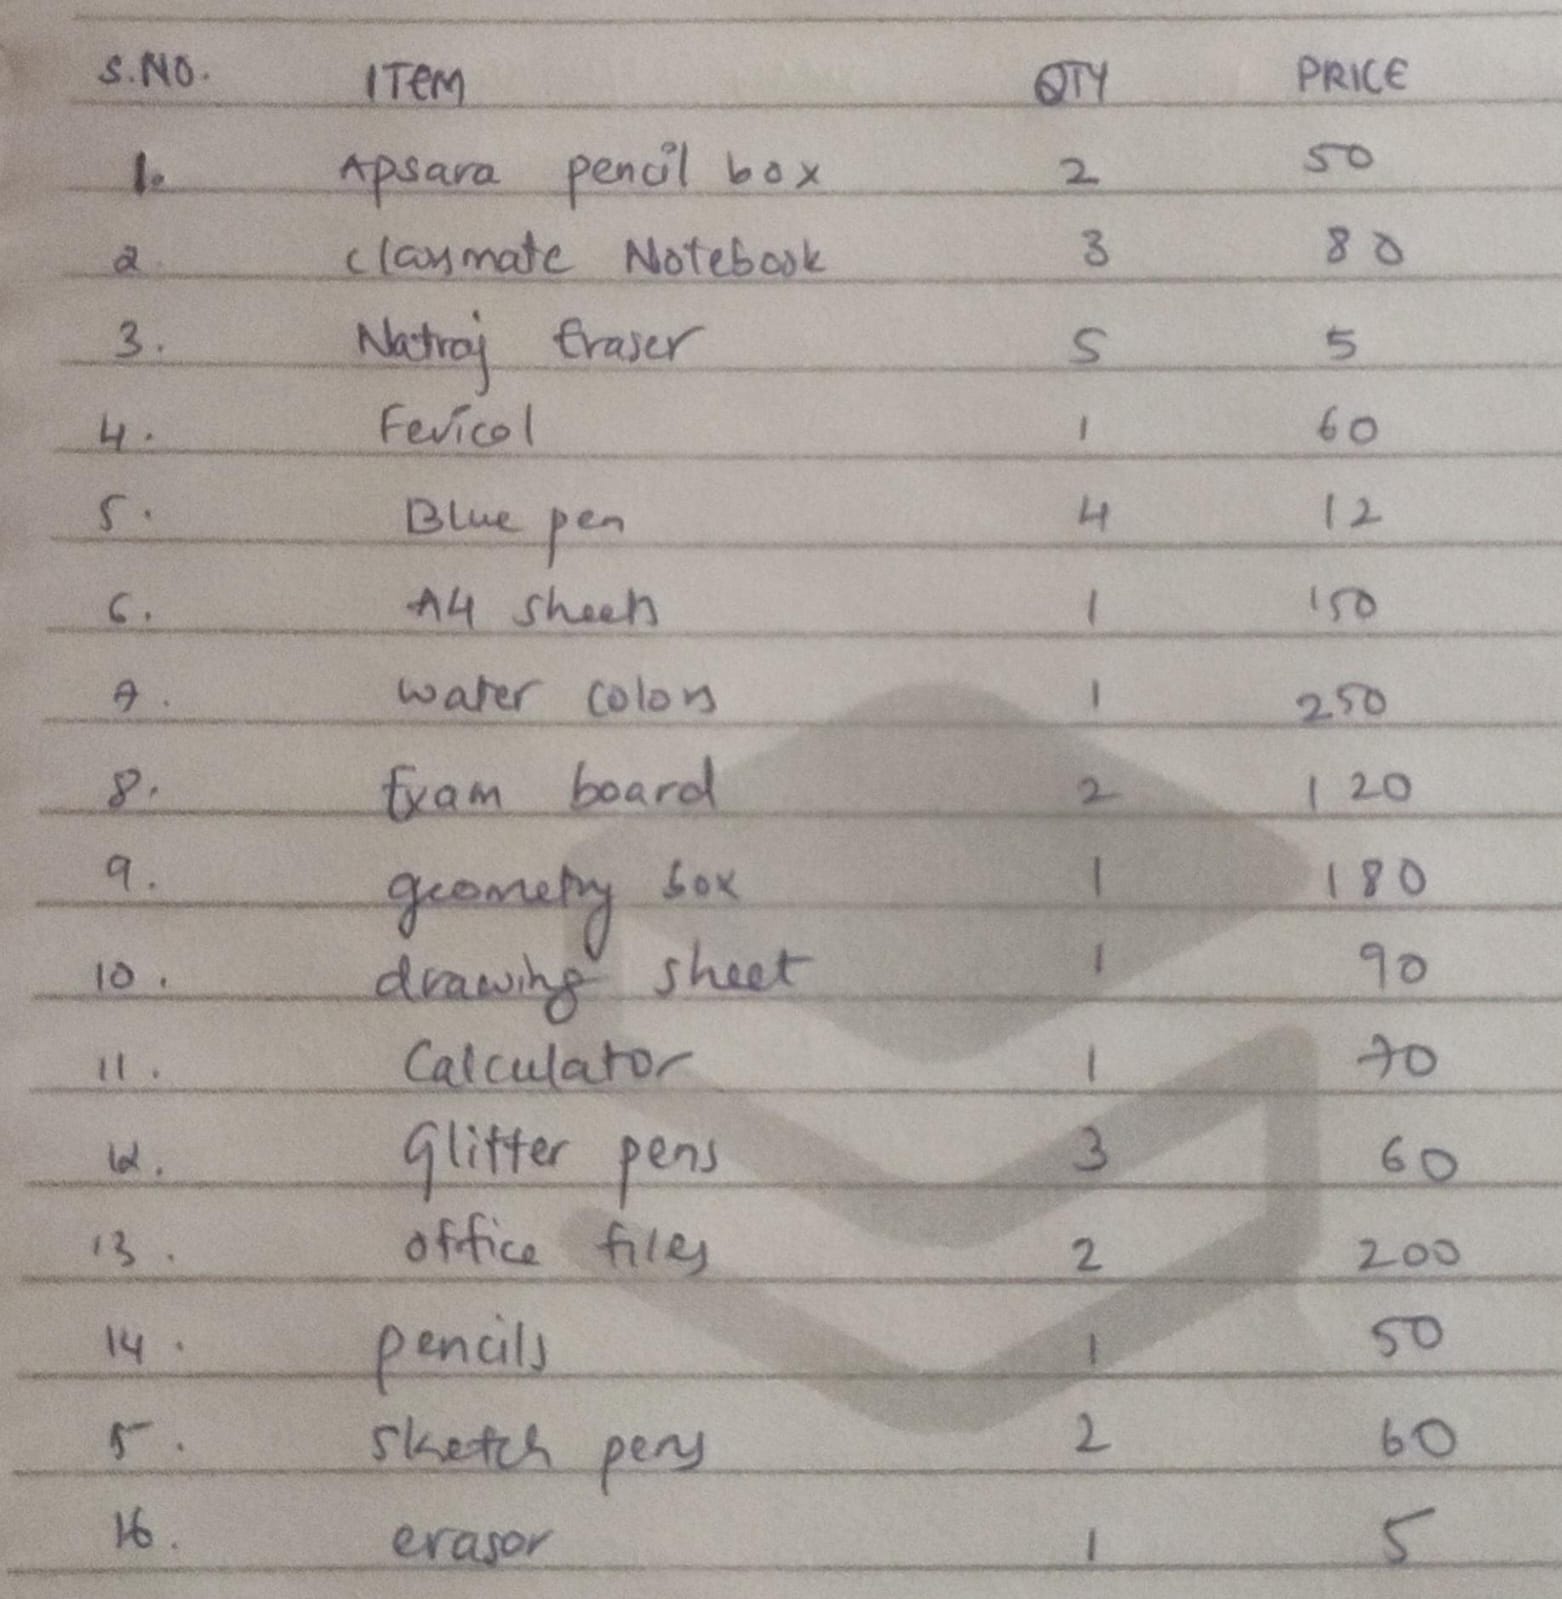 S.NO. ITEM QTY PRICE
1. Apsara pencil box 2 50
2. classmate Notebook 3 80
3. Natraj Eraser 5 5
4. Fevicol 1 60
5. Blue pen 4 12
6. A4 sheets 1 150
7. water colors 1 250
8. Exam board 2 120
9. geometry box 1 180
10. drawing sheet 1 90
11. Calculator 1 70
12. Glitter pens 3 60
13. office files 2 200
14. pencils 1 50
5. sketch pens 2 60
16. erasor 1 5